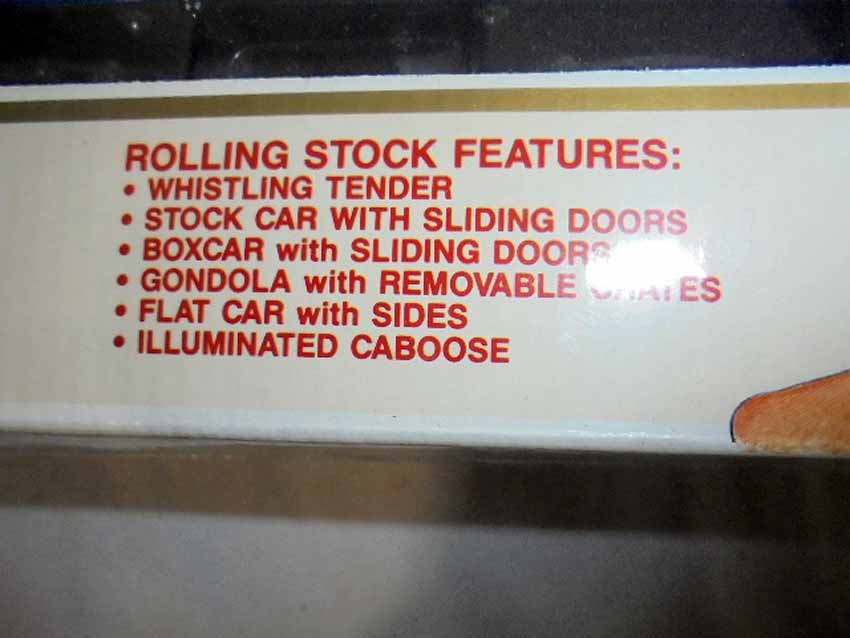 ROLLING STOCK FEATURES:
• WHISTLING TENDER
• STOCK CAR WITH SLIDING DOORS
• BOXCAR with SLIDING DOORS
• GONDOLA with REMOVABLE CRATES
• FLAT CAR with SIDES
• ILLUMINATED CABOOSE